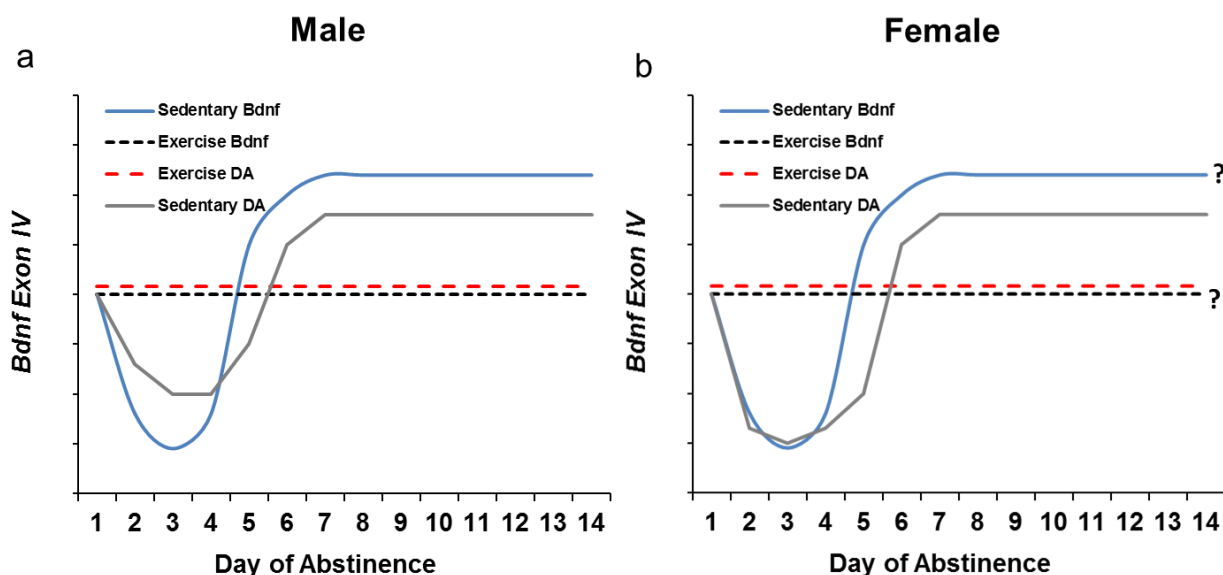 Male
a
Sedentary Bdnf
Exercise Bdnf
Exercise DA
Sedentary DA
Bdnf Exon IV
1 2 3 4 5 6 7 8 9 10 11 12 13 14
Day of Abstinence
Female
b
Sedentary Bdnf
Exercise Bdnf
Exercise DA
Sedentary DA
?
?
Bdnf Exon IV
1 2 3 4 5 6 7 8 9 10 11 12 13 14
Day of Abstinence